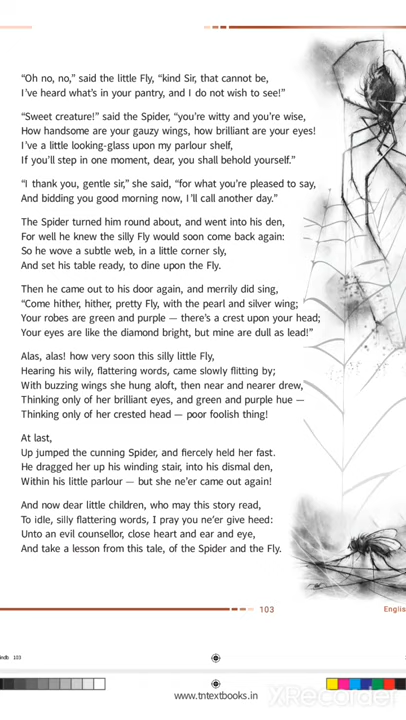 “Oh no, no,” said the little Fly, “kind Sir, that cannot be,
I’ve heard what’s in your pantry, and I do not wish to see!”
“Sweet creature!” said the Spider, “you’re witty and you’re wise,
How handsome are your gauzy wings, how brilliant are your eyes!
I’ve a little looking-glass upon my parlour shelf,
If you’ll step in one moment, dear, you shall behold yourself.”
“I thank you, gentle sir,” she said, “for what you’re pleased to say,
And bidding you good morning now, I’ll call another day.”
The Spider turned him round about, and went into his den,
For well he knew the silly Fly would soon come back again:
So he wove a subtle web, in a little corner sly,
And set his table ready, to dine upon the Fly.
Then he came out to his door again, and merrily did sing,
“Come hither, hither, pretty Fly, with the pearl and silver wing;
Your robes are green and purple — there’s a crest upon your head;
Your eyes are like the diamond bright, but mine are dull as lead!”
Alas, alas! how very soon this silly little Fly,
Hearing his wily, flattering words, came slowly flitting by;
With buzzing wings she hung aloft, then near and nearer drew,
Thinking only of her brilliant eyes, and green and purple hue —
Thinking only of her crested head — poor foolish thing!
At last,
Up jumped the cunning Spider, and fiercely held her fast.
He dragged her up his winding stair, into his dismal den,
Within his little parlour — but she ne’er came out again!
And now dear little children, who may this story read,
To idle, silly flattering words, I pray you ne’er give heed:
Unto an evil counsellor, close heart and ear and eye,
And take a lesson from this tale, of the Spider and the Fly.
103
Englis
indb 103
www.tntextbooks.in
XRecorder